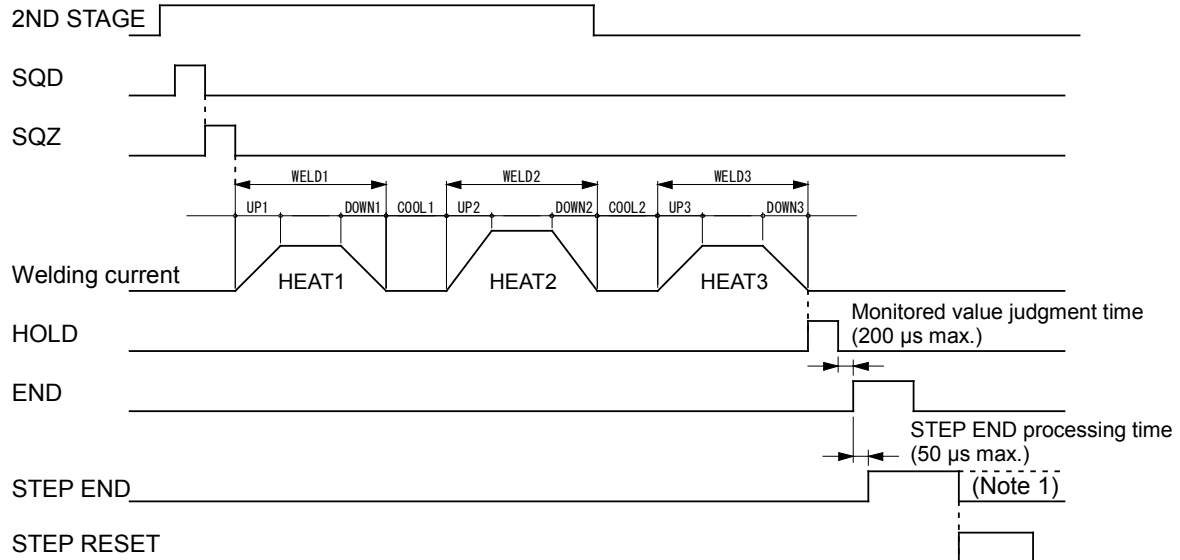 2ND STAGE
SQD
SQZ
WELD1 WELD2 WELD3
UP1 DOWN1 COOL1 UP2 DOWN2 COOL2 UP3 DOWN3
Welding current HEAT1 HEAT2 HEAT3
Monitored value judgment time
HOLD (200 µs max.)
END
STEP END processing time
(50 µs max.)
STEP END (Note 1)
STEP RESET